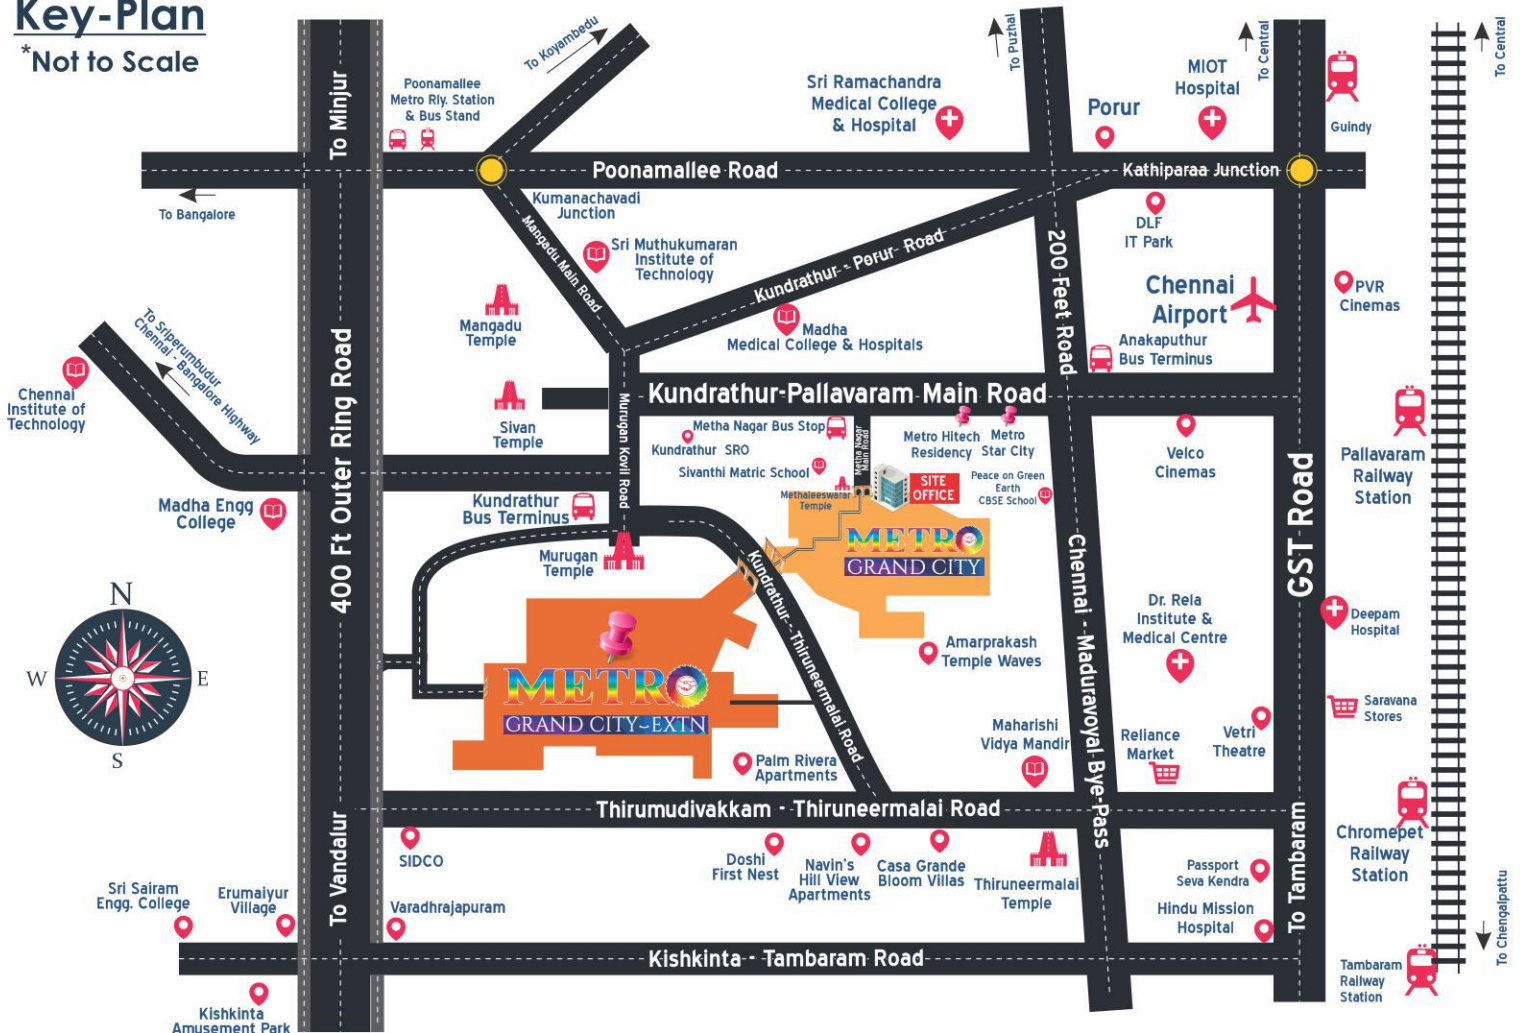 Key-Plan
*Not to Scale
To Minjur
Poonamallee
Metro Rly. Station
& Bus Stand
To Koyambedu
Sri Ramachandra
Medical College
& Hospital
To Puzhal
Porur
MIOT
Hospital
To Central
Guindy
To Central
To Bangalore
Poonamallee Road
Kathiparaa Junction
Kumanachavadi
Junction
Mangadu Main Road
Sri Muthukumaran
Institute of
Technology
Kundrathur - Porur Road
200 Feet Road
DLF
IT Park
Chennai
Airport
PVR
Cinemas
Mangadu
Temple
Madha
Medical College & Hospitals
Anakaputhur
Bus Terminus
To Sriperumbudur
Chennai - Bangalore Highway
Chennai
Institute of
Technology
400 Ft Outer Ring Road
Sivan
Temple
Murugan Kovil Road
Kundrathur-Pallavaram Main Road
Metha Nagar Bus Stop
Kundrathur SRO
Sivanthi Matric School
Metha Nagar
Main Road
Metro Hitech
Residency
Metro
Star City
Velco
Cinemas
Pallavaram
Railway
Station
Madha Engg
College
Kundrathur
Bus Terminus
Methaleeswarar
Temple
SITE
OFFICE
Peace on Green
Earth
CBSE School
GST Road
METRO
GRAND CITY
Murugan
Temple
Kundrathur--Thiruneermalai Road
Chennai - Maduravoyal Bye-Pass
Dr. Rela
Institute &
Medical Centre
Deepam
Hospital
N
W
E
S
METRO
GRAND CITY-EXTN
Amarprakash
Temple Waves
Saravana
Stores
Maharishi
Vidya Mandir
Reliance
Market
Vetri
Theatre
Palm Rivera
Apartments
Thirumudivakkam - Thiruneermalai Road
To Vandalur
SIDCO
Doshi
First Nest
Navin's
Hill View
Apartments
Casa Grande
Bloom Villas
Thiruneermalai
Temple
Passport
Seva Kendra
To Tambaram
Chromepet
Railway
Station
Sri Sairam
Engg. College
Erumaiyur
Village
Varadhrajapuram
Hindu Mission
Hospital
To Chengalpattu
Kishkinta - Tambaram Road
Tambaram
Railway
Station
Kishkinta
Amusement Park